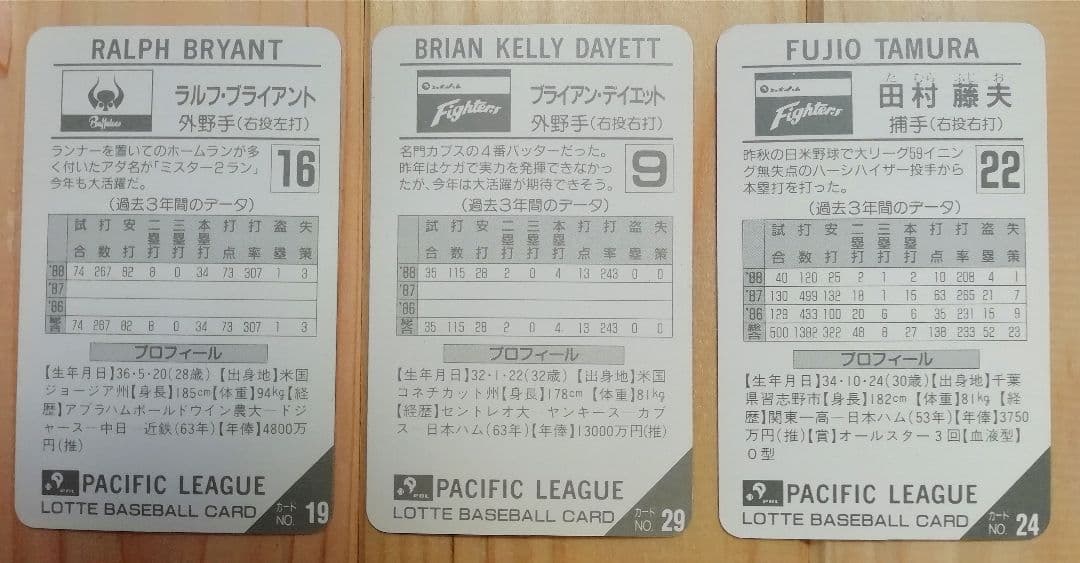 RALPH BRYANT
Buffaloes
ラルフ・ブライアント
外野手(右投左打)
ランナーを置いてのホームランが多
く付いたアダ名が「ミスター2ラン」
今年も大活躍だ。
16
(過去3年間のデータ)
試合 打数 安打 二塁打 三塁打 本塁打 打点 打率 盗塁 失策
'88 74 267 92 8 0 34 73 307 1 3
'87
'86
総合 74 267 82 8 0 34 73 307 1 3
プロフィール
【生年月日】36・5・20(28歳)【出身地】米国
ジョージア州【身長】185cm【体重】94kg【経
歴】アブラハムボールドウイン農大―ドジ
ャース―中日―近鉄(63年)【年俸】4800万
円(推)
PBL
PACIFIC LEAGUE
LOTTE BASEBALL CARD
カード NO. 19
BRIAN KELLY DAYETT
Fighters
ブライアン・デイエット
外野手(右投右打)
名門カブスの4番バッターだった。
昨年はケガで実力を発揮できなかっ
たが、今年は大活躍が期待できそう。
9
(過去3年間のデータ)
試合 打数 安打 二塁打 三塁打 本塁打 打点 打率 盗塁 失策
'88 35 115 28 2 0 4 13 243 0 0
'87
'86
総合 35 115 28 2 0 4 13 243 0 0
プロフィール
【生年月日】32・1・22(32歳)【出身地】米国
コネチカット州【身長】178cm【体重】81kg
【経歴】セントレオ大―ヤンキース―カブ
ス―日本ハム(63年)【年俸】13000万円(推)
PBL
PACIFIC LEAGUE
LOTTE BASEBALL CARD
カード NO. 29
FUJIO TAMURA
Fighters
たむら ふじお
田村 藤夫
捕手(右投右打)
昨秋の日米野球で大リーグ59イニン
グ無失点のハーシハイザー投手から
本塁打を打った。
22
(過去3年間のデータ)
試合 打数 安打 二塁打 三塁打 本塁打 打点 打率 盗塁 失策
'88 40 120 25 2 1 2 10 208 4 1
'87 130 499 132 18 1 15 63 265 21 7
'86 129 433 100 20 6 6 35 231 15 9
総合 500 1382 322 48 8 27 138 233 52 23
プロフィール
【生年月日】34・10・24(30歳)【出身地】千葉
県習志野市【身長】182cm【体重】81kg【経
歴】関東一高―日本ハム(53年)【年俸】3750
万円(推)【賞】オールスター3回【血液型】
O型
PBL
PACIFIC LEAGUE
LOTTE BASEBALL CARD
カード NO. 24